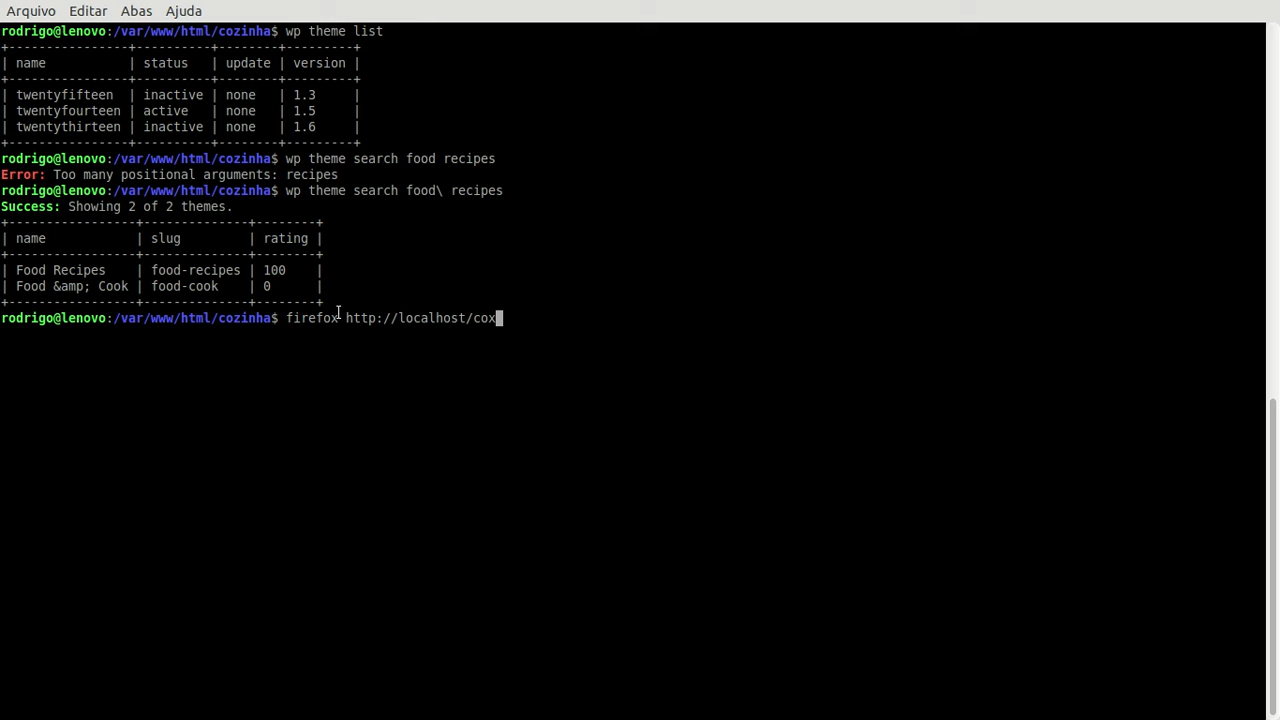 Arquivo Editar Abas Ajuda
rodrigo@lenovo:/var/www/html/cozinha$ wp theme list
+----------------+----------+--------+---------+
| name           | status   | update | version |
+----------------+----------+--------+---------+
| twentyfifteen  | inactive | none   | 1.3     |
| twentyfourteen | active   | none   | 1.5     |
| twentythirteen | inactive | none   | 1.6     |
+----------------+----------+--------+---------+
rodrigo@lenovo:/var/www/html/cozinha$ wp theme search food recipes
Error: Too many positional arguments: recipes
rodrigo@lenovo:/var/www/html/cozinha$ wp theme search food\ recipes
Success: Showing 2 of 2 themes.
+-----------------+--------------+--------+
| name            | slug         | rating |
+-----------------+--------------+--------+
| Food Recipes    | food-recipes | 100    |
| Food &amp; Cook | food-cook    | 0      |
+-----------------+--------------+--------+
rodrigo@lenovo:/var/www/html/cozinha$ firefox http://localhost/cox